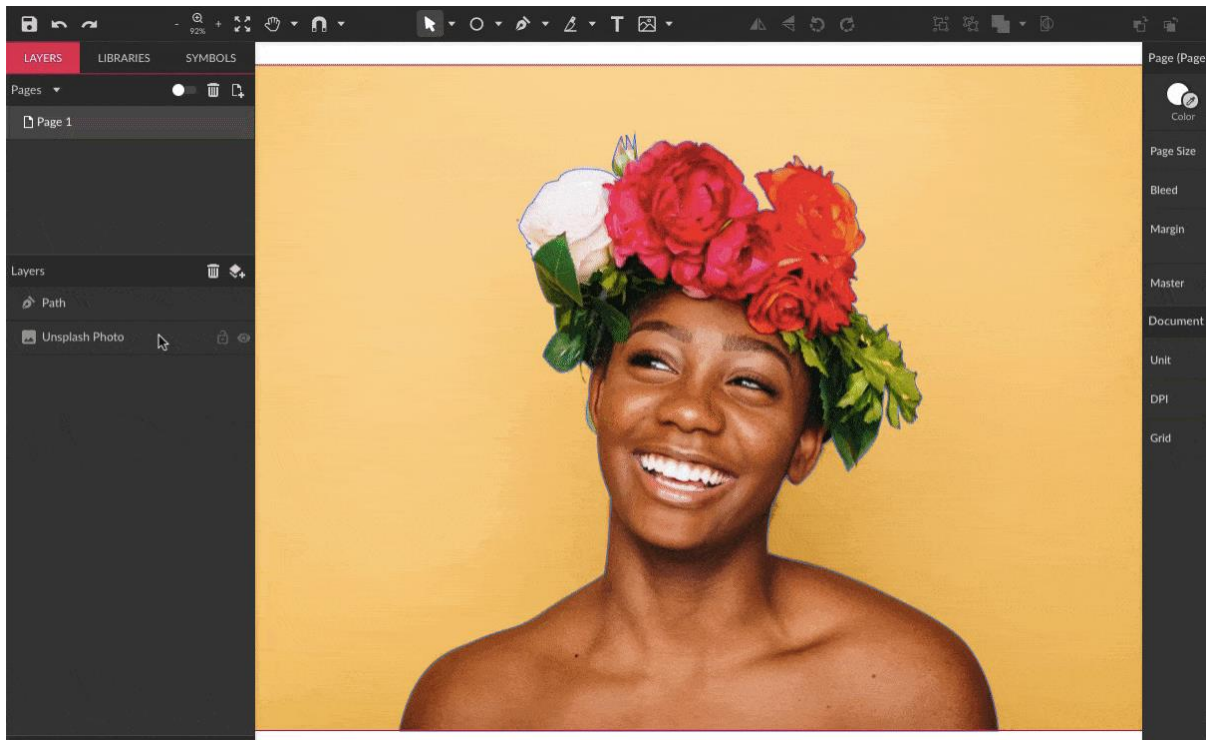 92%
LAYERS LIBRARIES SYMBOLS
Pages
Page 1
Layers
Path
Unsplash Photo
Page (Page
Color
Page Size
Bleed
Margin
Master
Document
Unit
DPI
Grid